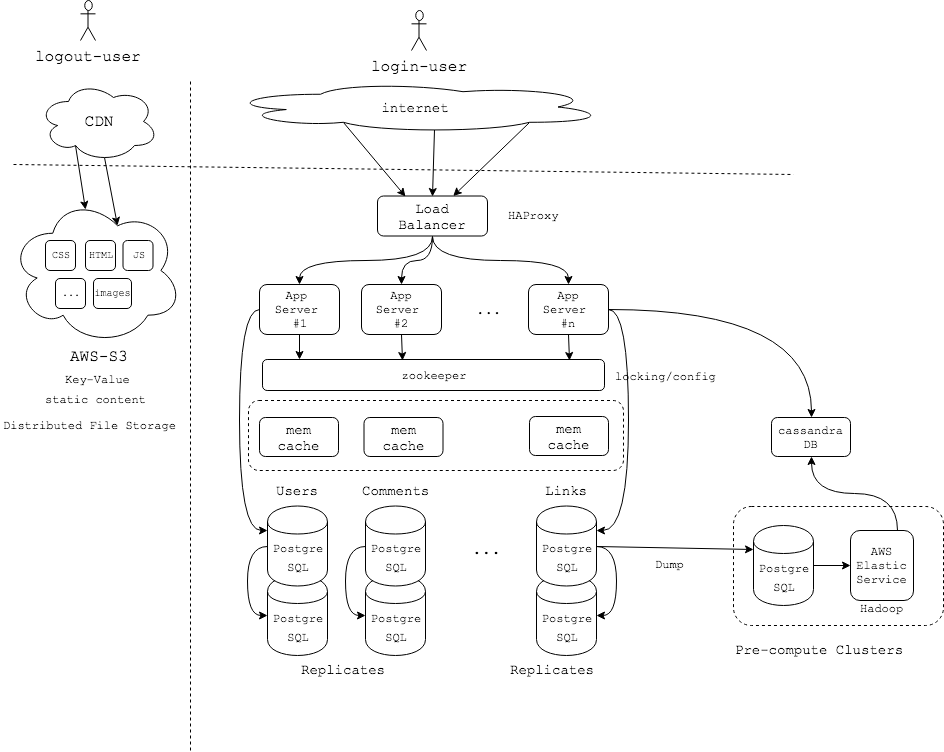 logout-user
login-user
CDN
internet
Load
Balancer
HAProxy
CSS
HTML
JS
...
images
AWS-S3
Key-Value
static content
Distributed File Storage
App
Server
#1
App
Server
#2
...
App
Server
#n
zookeeper
locking/config
mem
cache
mem
cache
mem
cache
cassandra
DB
Users
Comments
Links
Postgre
SQL
Postgre
SQL
...
Postgre
SQL
Dump
Postgre
SQL
AWS
Elastic
Service
Hadoop
Postgre
SQL
Postgre
SQL
Postgre
SQL
Pre-compute Clusters
Replicates
Replicates